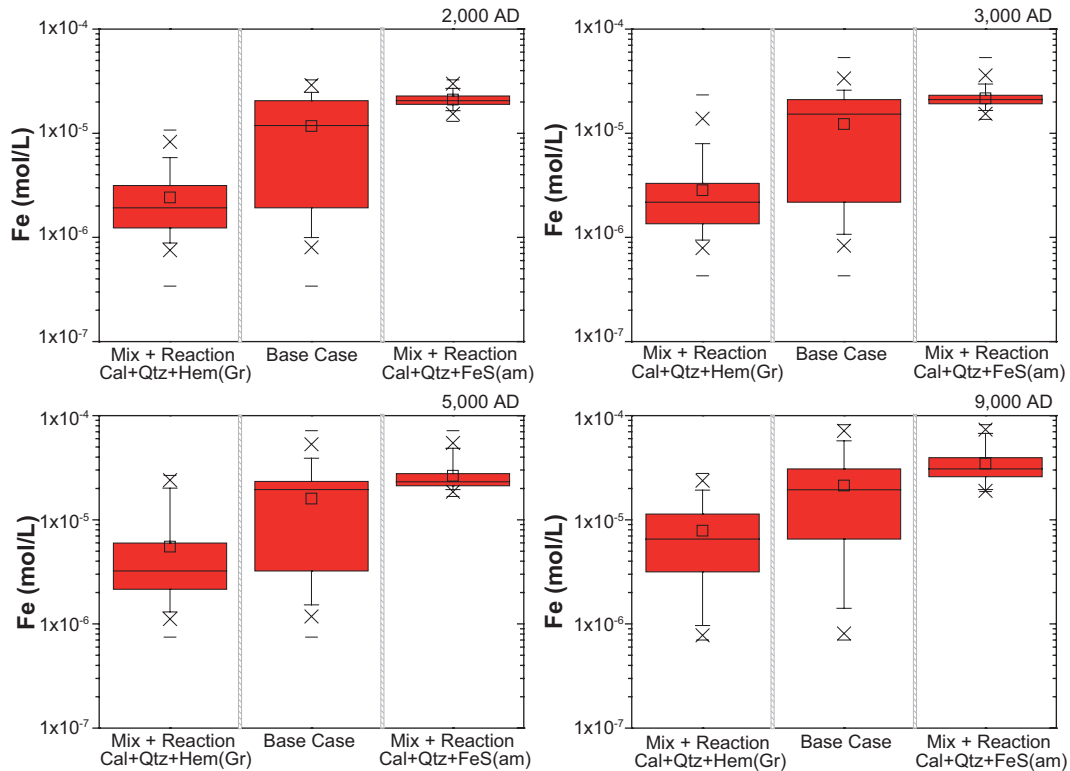 2,000 AD
Fe (mol/L)
1x10⁻⁴
1x10⁻⁵
1x10⁻⁶
1x10⁻⁷
Mix + Reaction
Cal+Qtz+Hem(Gr)
Base Case
Mix + Reaction
Cal+Qtz+FeS(am)
3,000 AD
Fe (mol/L)
1x10⁻⁴
1x10⁻⁵
1x10⁻⁶
1x10⁻⁷
Mix + Reaction
Cal+Qtz+Hem(Gr)
Base Case
Mix + Reaction
Cal+Qtz+FeS(am)
5,000 AD
Fe (mol/L)
1x10⁻⁴
1x10⁻⁵
1x10⁻⁶
1x10⁻⁷
Mix + Reaction
Cal+Qtz+Hem(Gr)
Base Case
Mix + Reaction
Cal+Qtz+FeS(am)
9,000 AD
Fe (mol/L)
1x10⁻⁴
1x10⁻⁵
1x10⁻⁶
1x10⁻⁷
Mix + Reaction
Cal+Qtz+Hem(Gr)
Base Case
Mix + Reaction
Cal+Qtz+FeS(am)